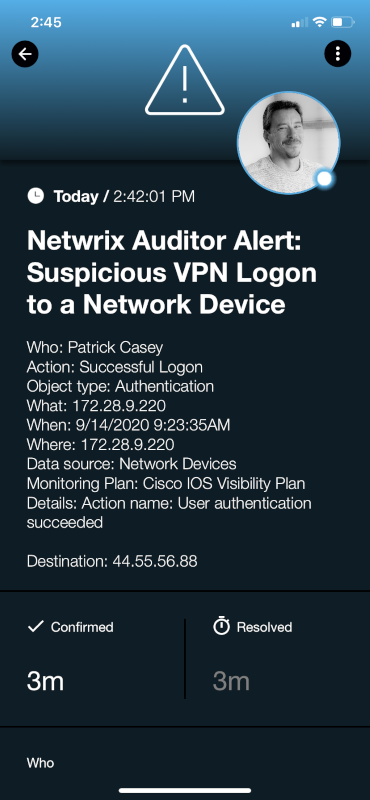 2:45
Today / 2:42:01 PM
Netwrix Auditor Alert:
Suspicious VPN Logon
to a Network Device
Who: Patrick Casey
Action: Successful Logon
Object type: Authentication
What: 172.28.9.220
When: 9/14/2020 9:23:35AM
Where: 172.28.9.220
Data source: Network Devices
Monitoring Plan: Cisco IOS Visibility Plan
Details: Action name: User authentication
succeeded
Destination: 44.55.56.88
Confirmed
Resolved
3m
3m
Who